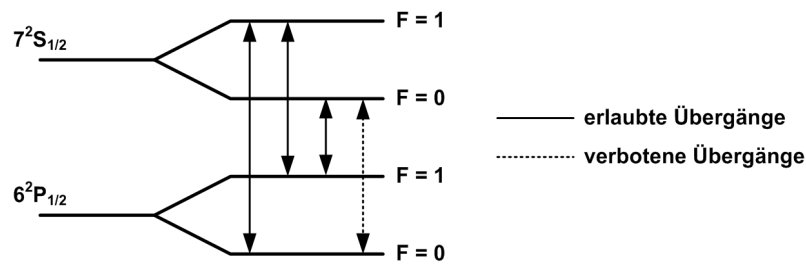 7²S₁/₂
F = 1
F = 0
6²P₁/₂
F = 1
F = 0
erlaubte Übergänge
verbotene Übergänge